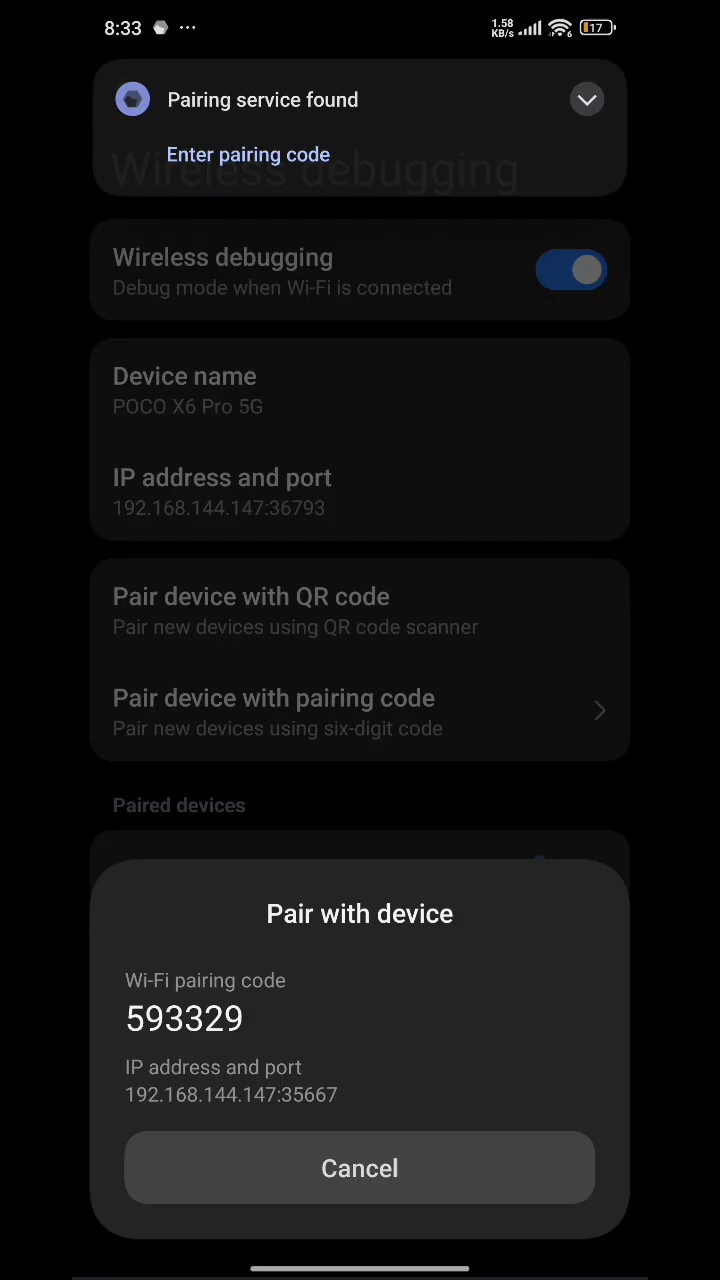 8:33 ...
1.58
KB/s
6
17
Pairing service found
Enter pairing code
Wireless debugging
Wireless debugging
Debug mode when Wi-Fi is connected
Device name
POCO X6 Pro 5G
IP address and port
192.168.144.147:36793
Pair device with QR code
Pair new devices using QR code scanner
Pair device with pairing code
Pair new devices using six-digit code
Paired devices
Pair with device
Wi-Fi pairing code
593329
IP address and port
192.168.144.147:35667
Cancel